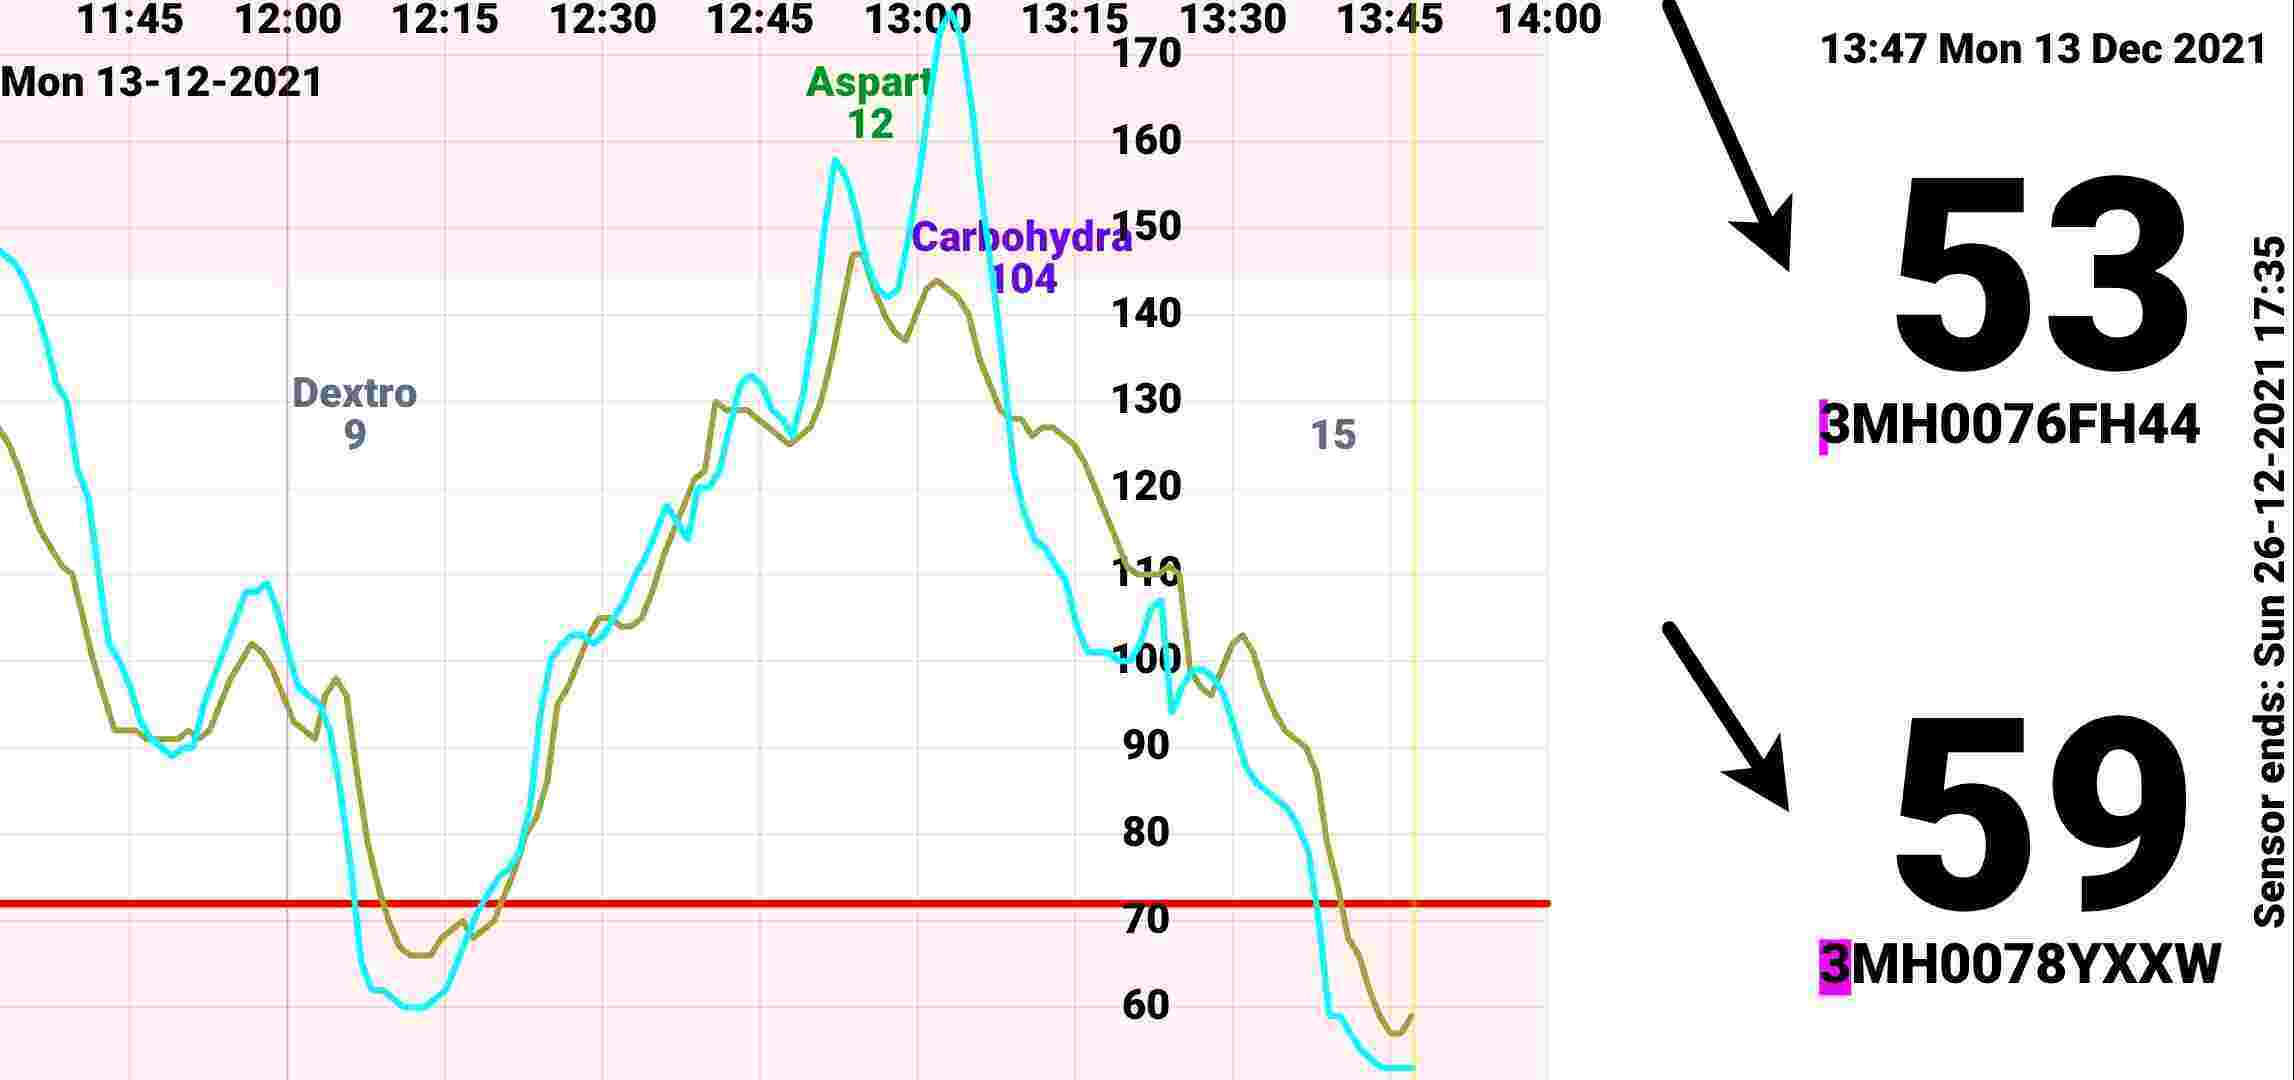 11:45 12:00 12:15 12:30 12:45 13:00 13:15 13:30 13:45 14:00
Mon 13-12-2021
170
160
150
140
130
120
110
100
90
80
70
60
Aspart
12
Carbohydra
104
Dextro
9
15
13:47 Mon 13 Dec 2021
53
3MH0076FH44
59
3MH0078YXXW
Sensor ends: Sun 26-12-2021 17:35